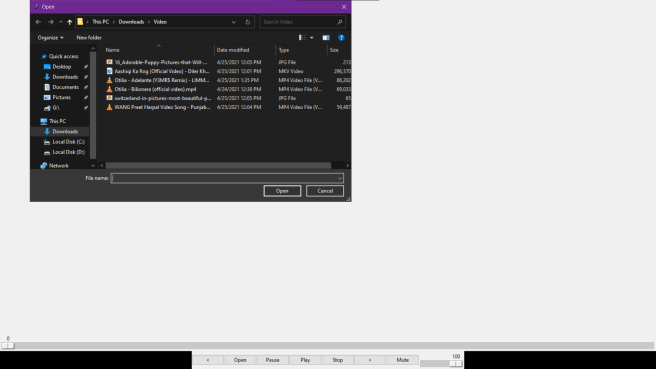 Open
This PC › Downloads › Video
Search Video
Organize
New folder
Name Date modified Type Size
Quick access
Desktop
Downloads
Documents
Pictures
G:\
This PC
Downloads
Local Disk (C:)
Local Disk (D:)
Network
16_Adorable-Puppy-Pictures-that-Will-... 4/25/2021 12:05 PM JPG File 213
Aashiqi Ka Rog (Official Video) - Diler Kh... 4/25/2021 12:01 PM MKV Video 296,370
Otilia - Adelante (Y3MR$ Remix) - LIMM... 4/25/2021 1:35 PM MP4 Video File (V... 86,202
Otilia - Bilionera (official video).mp4 4/24/2021 12:38 PM MP4 Video File (V... 69,033
switzerland-in-pictures-most-beautiful-p... 4/25/2021 12:05 PM JPG File 65
WANG Preet Harpal Video Song - Punjab... 4/25/2021 12:04 PM MP4 Video File (V... 59,487
File name:
Open Cancel
0
< Open Pause Play Stop > Mute
100